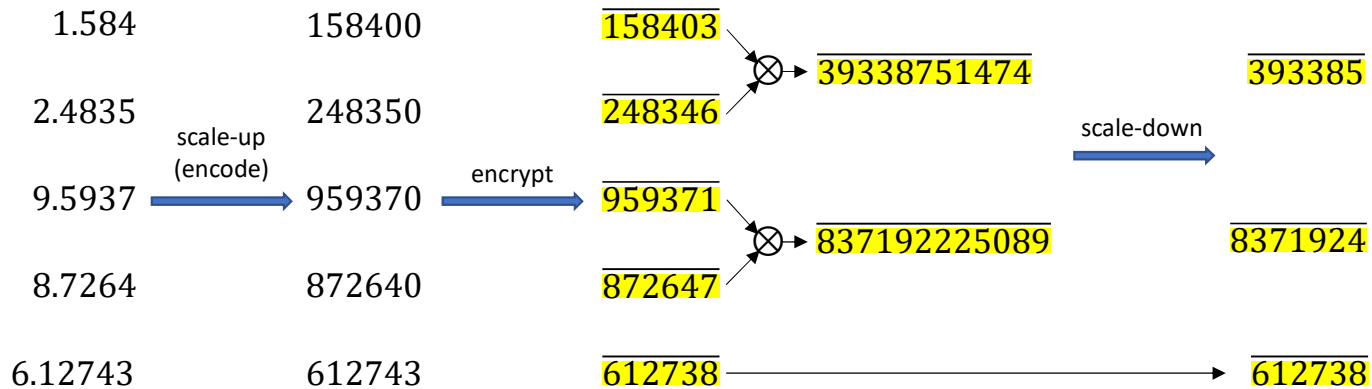 1.584 158400 158403
39338751474 393385
2.4835 248350 248346
scale-up
(encode)
scale-down
encrypt
9.5937 959370 959371
837192225089 8371924
8.7264 872640 872647
6.12743 612743 612738 612738